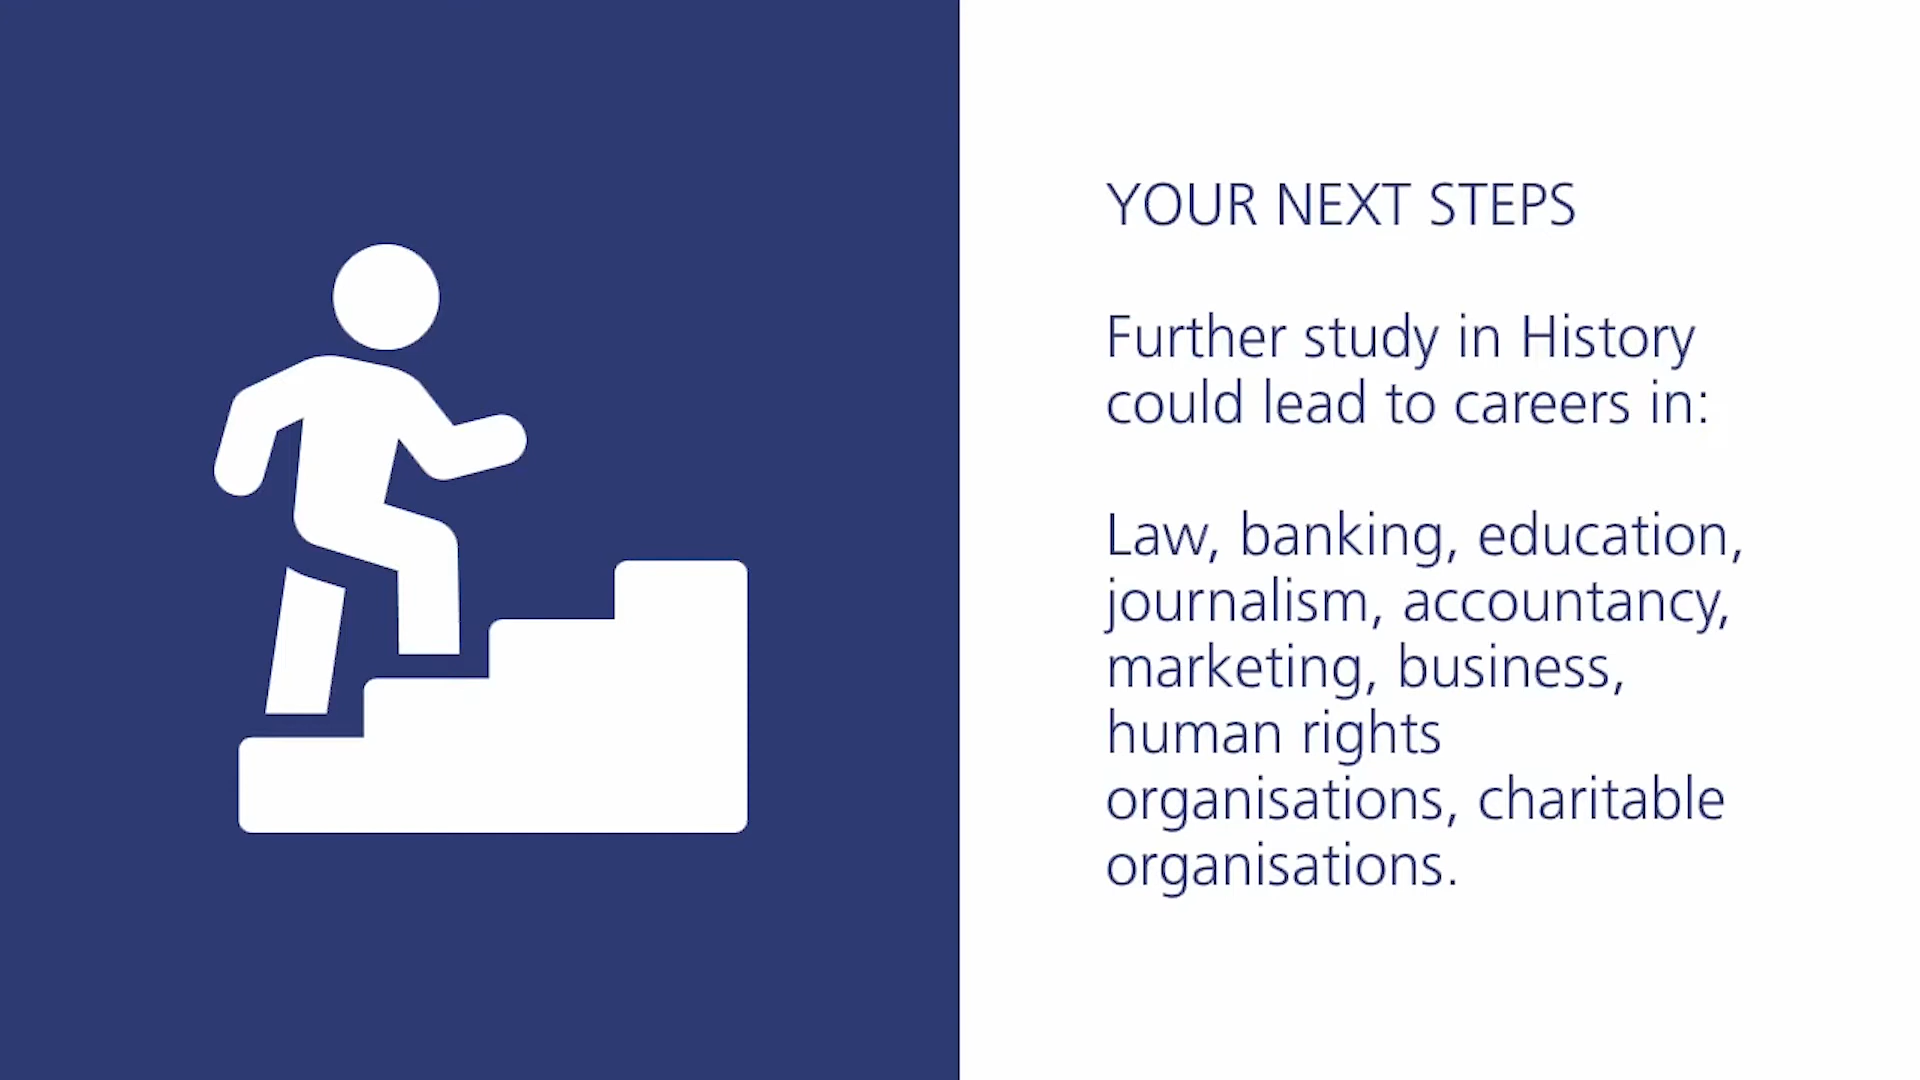 YOUR NEXT STEPS
Further study in History
could lead to careers in:
Law, banking, education,
journalism, accountancy,
marketing, business,
human rights
organisations, charitable
organisations.